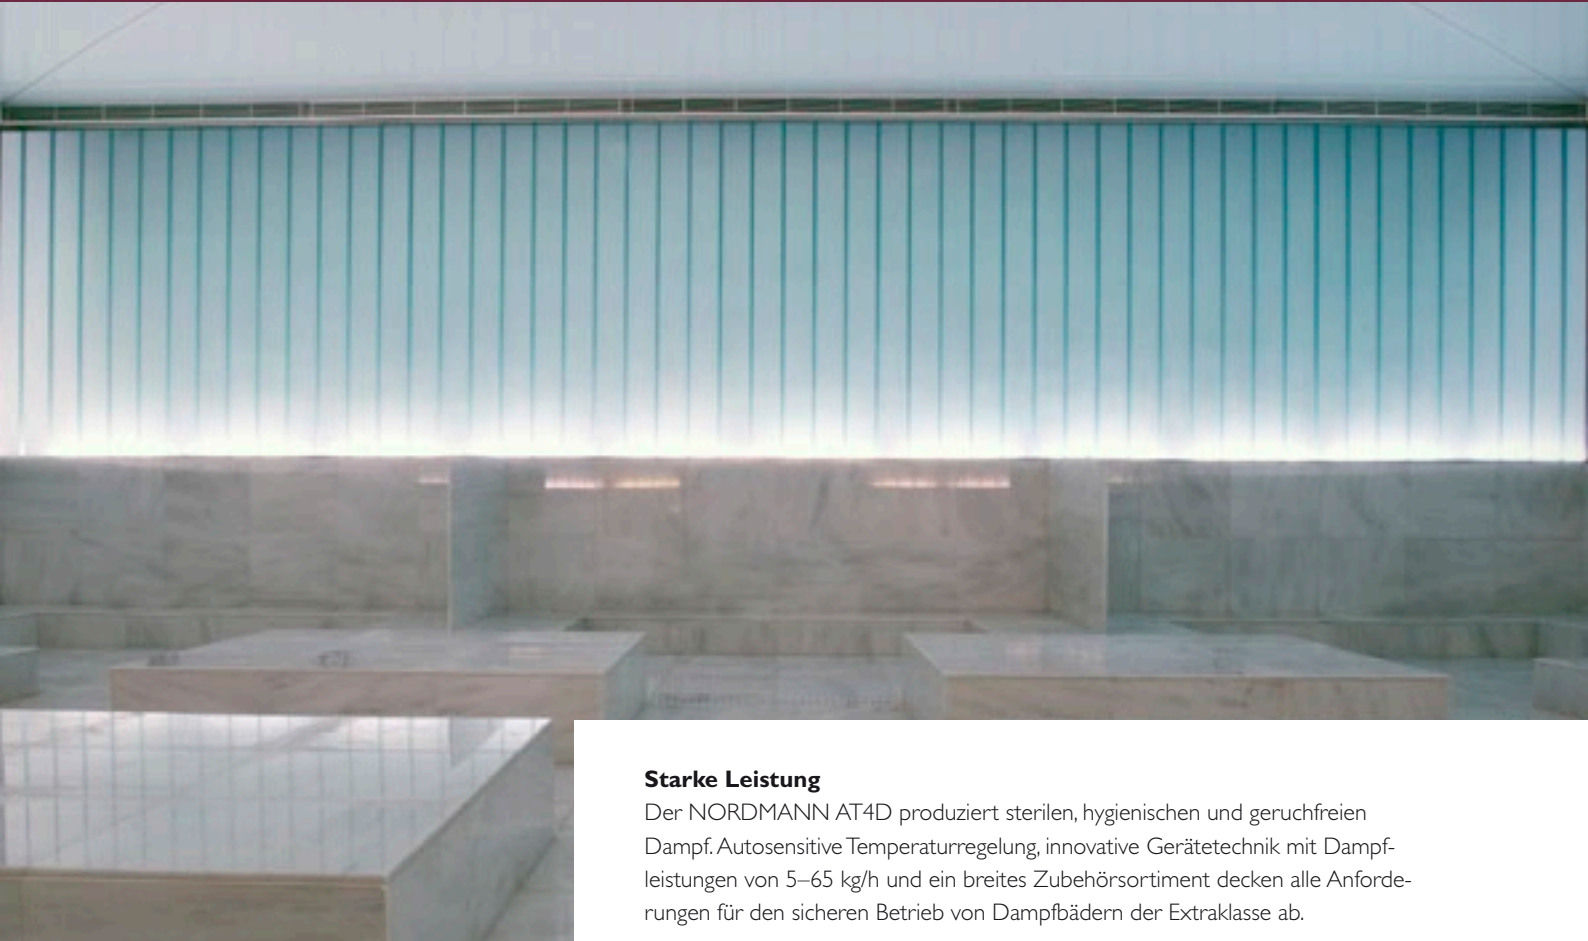 Starke Leistung
Der NORDMANN AT4D produziert sterilen, hygienischen und geruchfreien
Dampf. Autosensitive Temperaturregelung, innovative Gerätetechnik mit Dampf-
leistungen von 5–65 kg/h und ein breites Zubehörsortiment decken alle Anforde-
rungen für den sicheren Betrieb von Dampfbädern der Extraklasse ab.